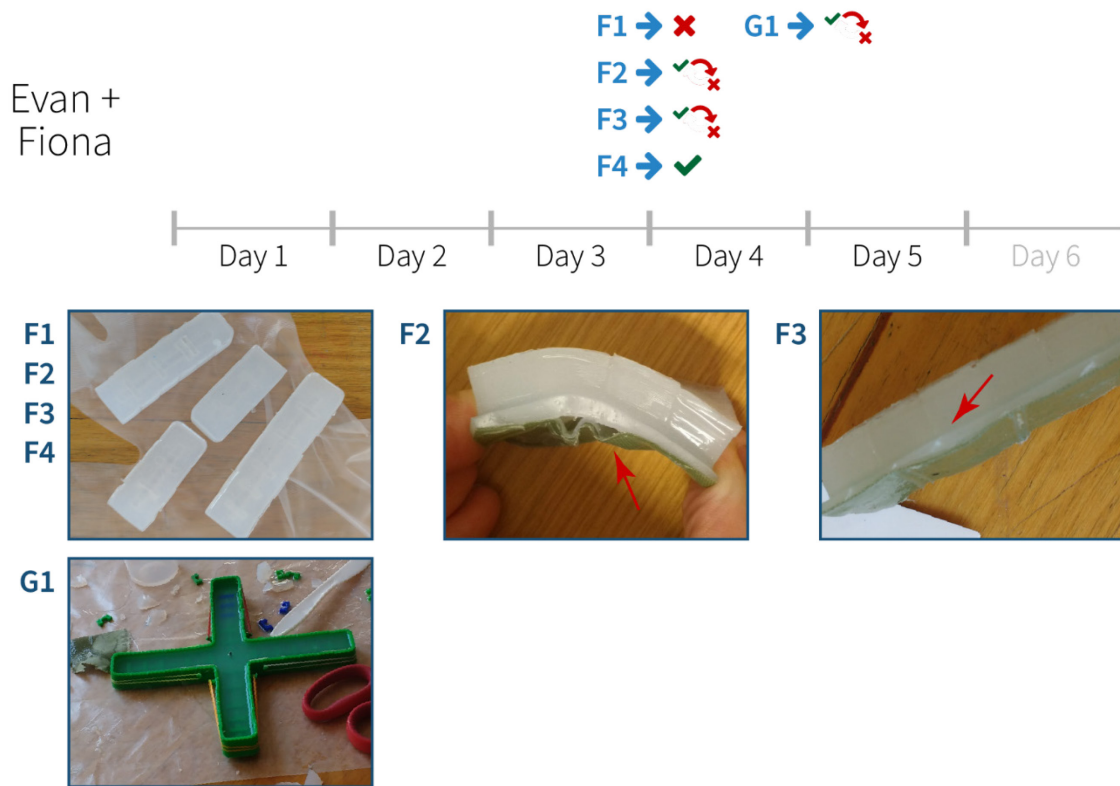 F1
G1
F2
F3
F4
Evan +
Fiona
Day 1
Day 2
Day 3
Day 4
Day 5
Day 6
F1
F2
F3
F4
F2
F3
G1